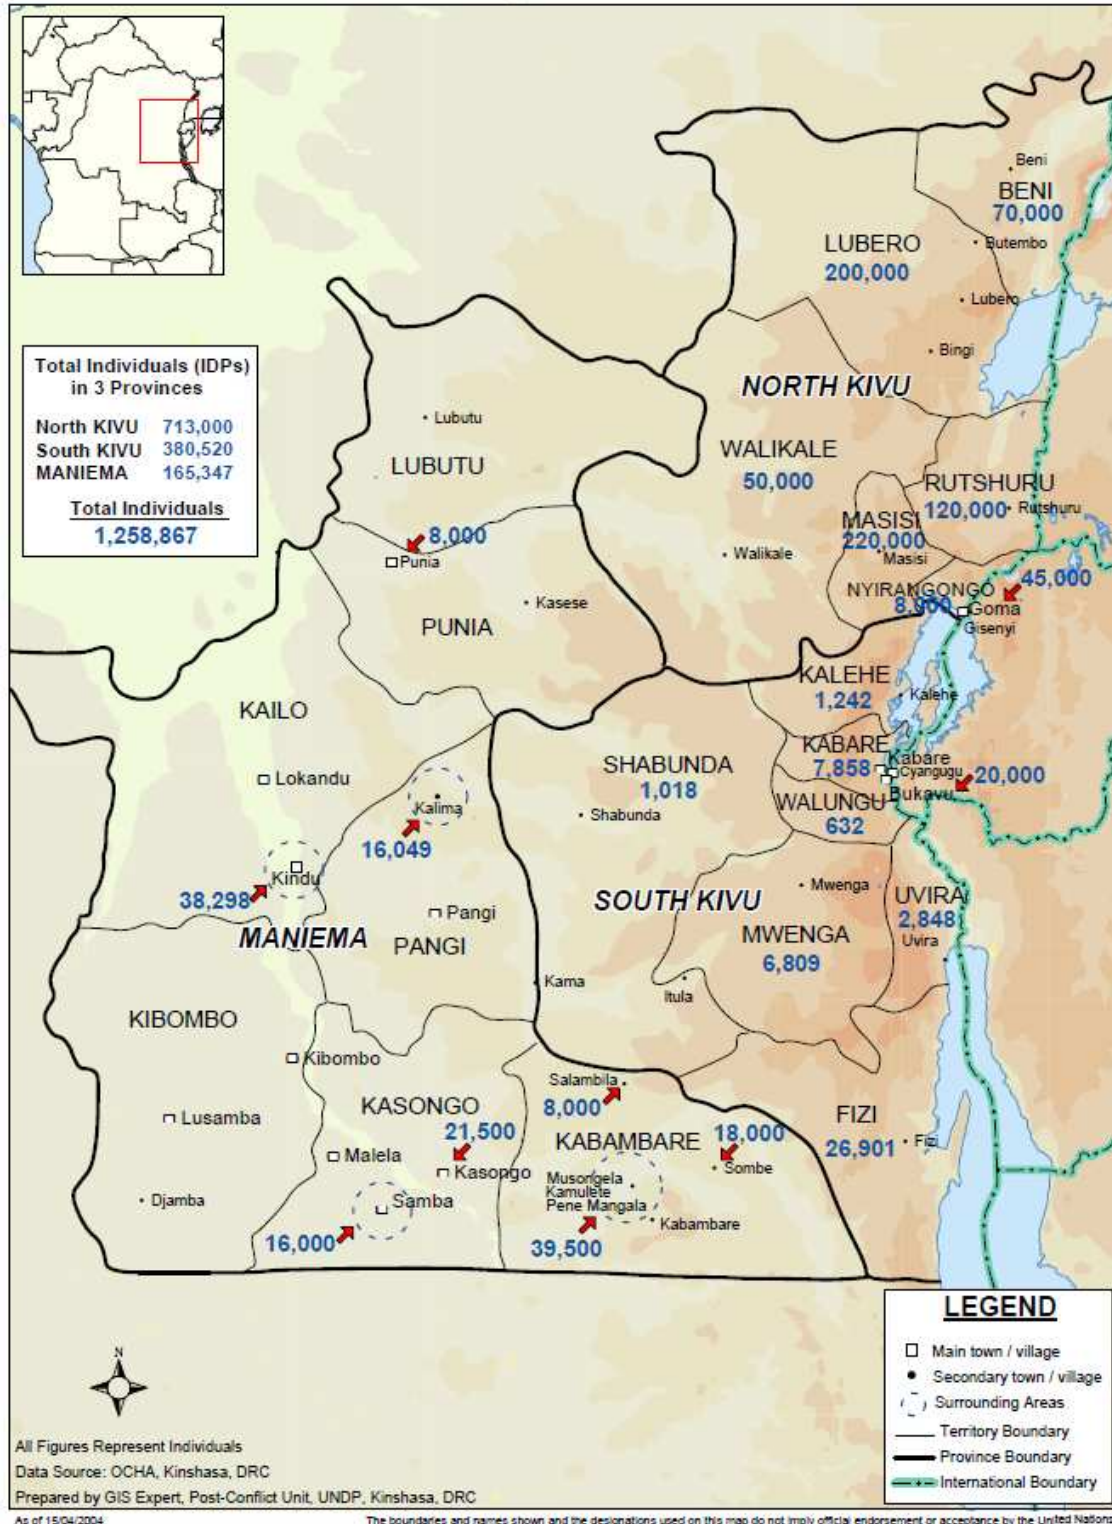 Beni
BENI
70,000
LUBERO
200,000
Butembo
Lubero
Bingi
Total Individuals (IDPs)
in 3 Provinces
North KIVU 713,000
South KIVU 380,520
MANIEMA 165,347
Total Individuals
1,258,867
NORTH KIVU
Lubutu
LUBUTU
WALIKALE
50,000
RUTSHURU
120,000
Rutshuru
MASISI
220,000
Masisi
8,000
Punia
Walikale
NYIRANGONGO
8,000
45,000
Goma
Gisenyi
Kasese
PUNIA
KALEHE
1,242
Kalehe
KAILO
KABARE
7,858
Kabare
Cyangugu
Bukavu
20,000
SHABUNDA
1,018
Shabunda
WALUNGU
632
Lokandu
Kalima
16,049
Kindu
38,298
MANIEMA
Pangi
PANGI
SOUTH KIVU
Mwenga
MWENGA
6,809
UVIRA
2,848
Uvira
Kama
Itula
KIBOMBO
Kibombo
Lusamba
KASONGO
21,500
Malela
Kasongo
Samba
16,000
Djamba
Salambila
8,000
KABAMBARE
18,000
Sombe
Musongela
Kamulete
Pene Mangala
Kabambare
39,500
FIZI
26,901
Fizi
LEGEND
Main town / village
Secondary town / village
Surrounding Areas
Territory Boundary
Province Boundary
International Boundary
N
All Figures Represent Individuals
Data Source: OCHA, Kinshasa, DRC
Prepared by GIS Expert, Post-Conflict Unit, UNDP, Kinshasa, DRC
As of 15/04/2004
The boundaries and names shown and the designations used on this map do not imply official endorsement or acceptance by the United Nations